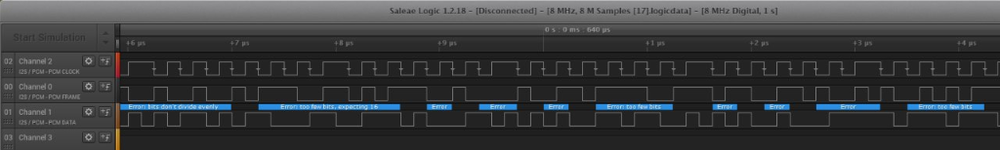 Saleae Logic 1.2.18 - [Disconnected] - [8 MHz, 8 M Samples [17].logicdata] - [8 MHz Digital, 1 s]
Start Simulation
0 s : 0 ms : 640 µs
+6 µs +7 µs +8 µs +9 µs +1 µs +2 µs +3 µs +4 µs
02 Channel 2
I2S / PCM - PCM CLOCK
00 Channel 0
I2S / PCM - PCM FRAME
Error: bits don't divide evenly Error: too few bits, expecting 16 Error Error Error Error: too few bits Error Error Error Error: too few bits
01 Channel 1
I2S / PCM - PCM DATA
03 Channel 3